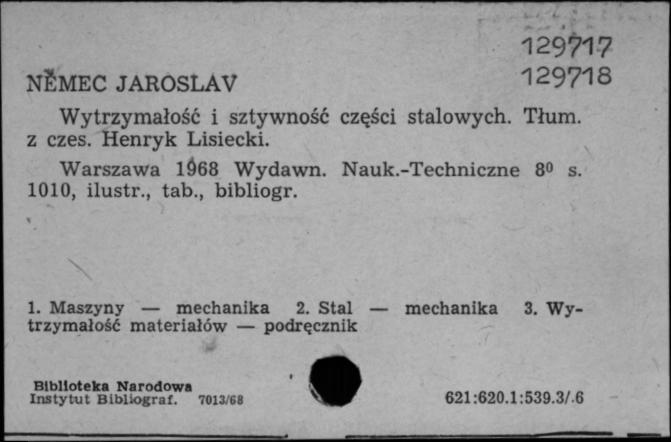 129717
129718
NĚMEC JAROSLAV
Wytrzymałość i sztywność części stalowych. Tłum.
z czes. Henryk Lisiecki.
Warszawa 1968 Wydawn. Nauk.-Techniczne 8⁰ s.
1010, ilustr., tab., bibliogr.
1. Maszyny — mechanika 2. Stal — mechanika 3. Wy-
trzymałość materiałów — podręcznik
Biblioteka Narodowa
Instytut Bibliograf. 7013/68
621:620.1:539.3/.6